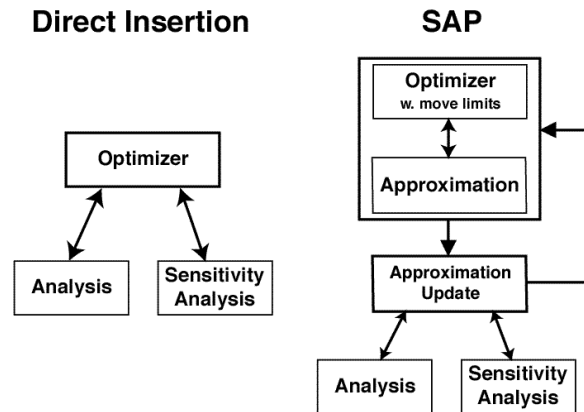 Direct Insertion
Optimizer
Analysis
Sensitivity
Analysis
SAP
Optimizer
w. move limits
Approximation
Approximation
Update
Analysis
Sensitivity
Analysis